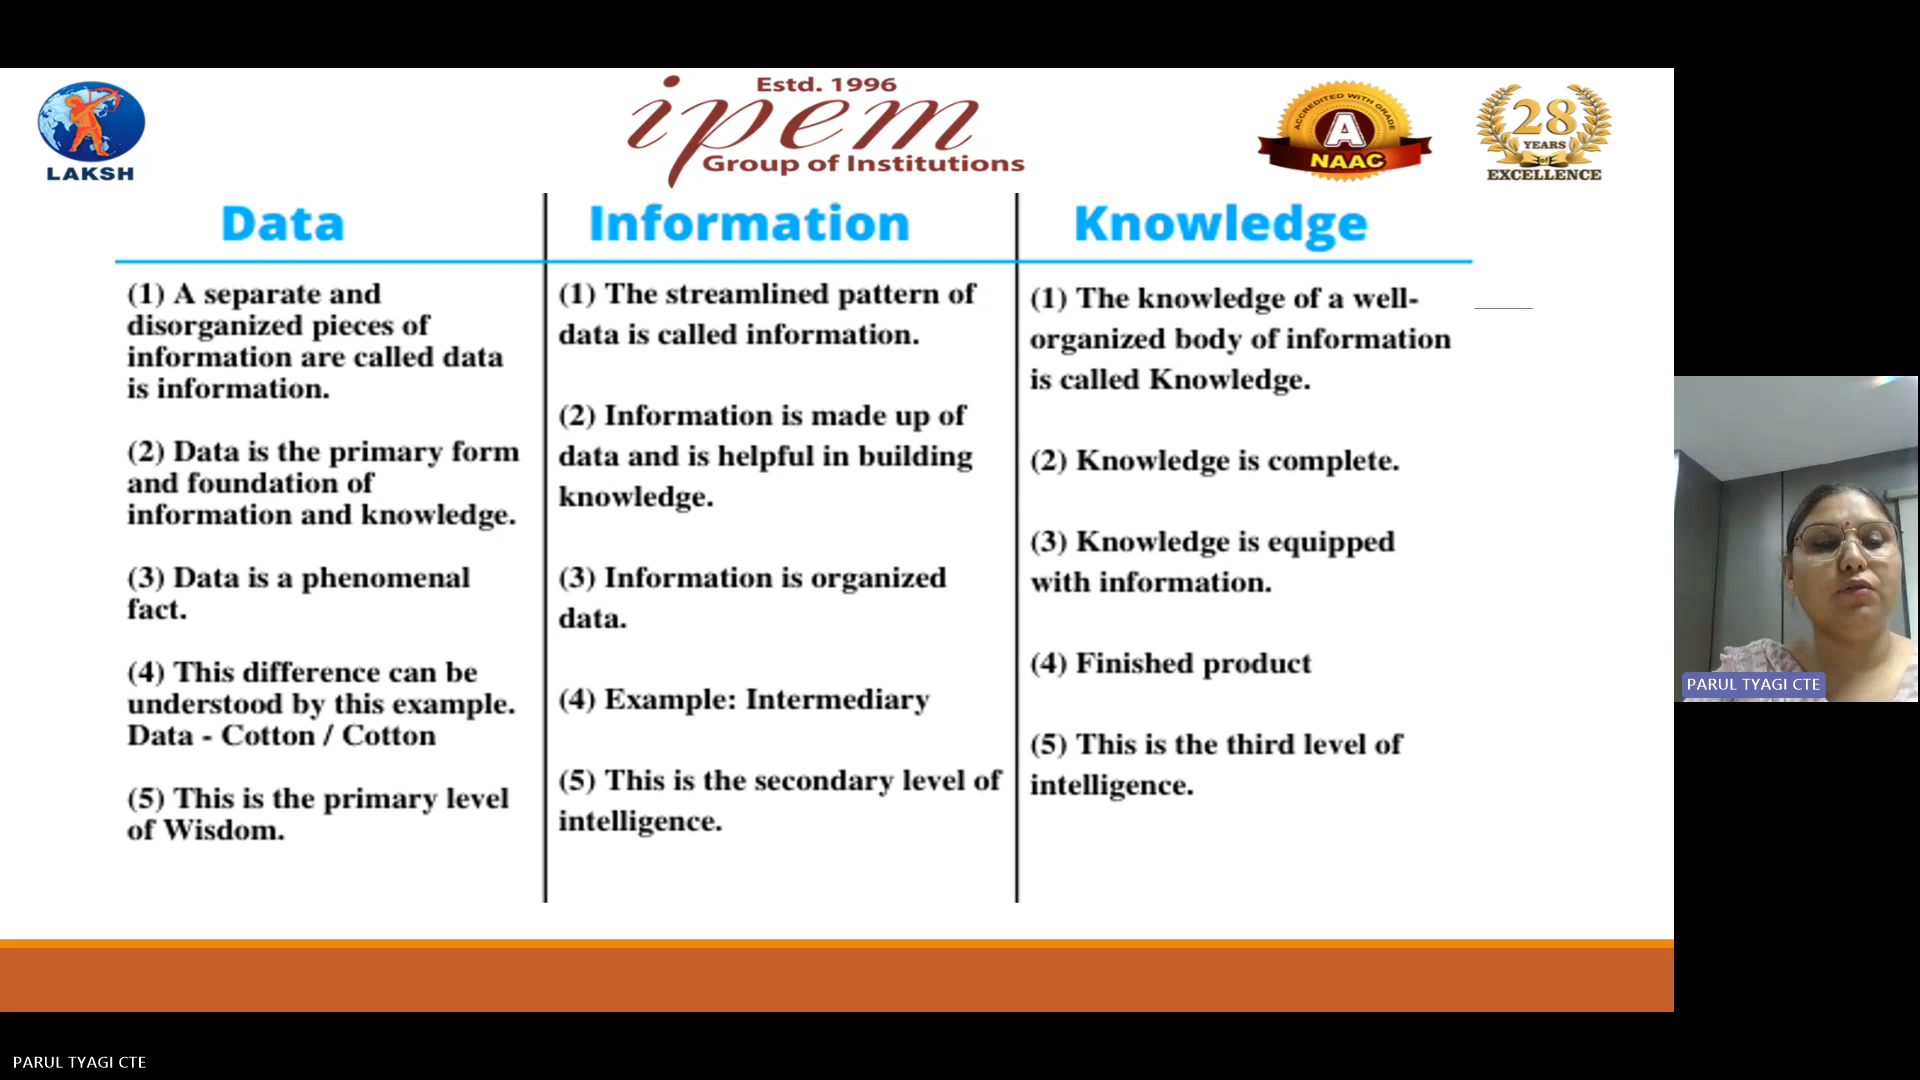 LAKSH
Estd. 1996
ipem
Group of Institutions
ACCREDITED WITH GRADE
A
NAAC
28
YEARS
of
EXCELLENCE
Data
(1) A separate and
disorganized pieces of
information are called data
is information.
(2) Data is the primary form
and foundation of
information and knowledge.
(3) Data is a phenomenal
fact.
(4) This difference can be
understood by this example.
Data - Cotton / Cotton
(5) This is the primary level
of Wisdom.
Information
(1) The streamlined pattern of
data is called information.
(2) Information is made up of
data and is helpful in building
knowledge.
(3) Information is organized
data.
(4) Example: Intermediary
(5) This is the secondary level of
intelligence.
Knowledge
(1) The knowledge of a well-
organized body of information
is called Knowledge.
(2) Knowledge is complete.
(3) Knowledge is equipped
with information.
(4) Finished product
(5) This is the third level of
intelligence.
PARUL TYAGI CTE
PARUL TYAGI CTE